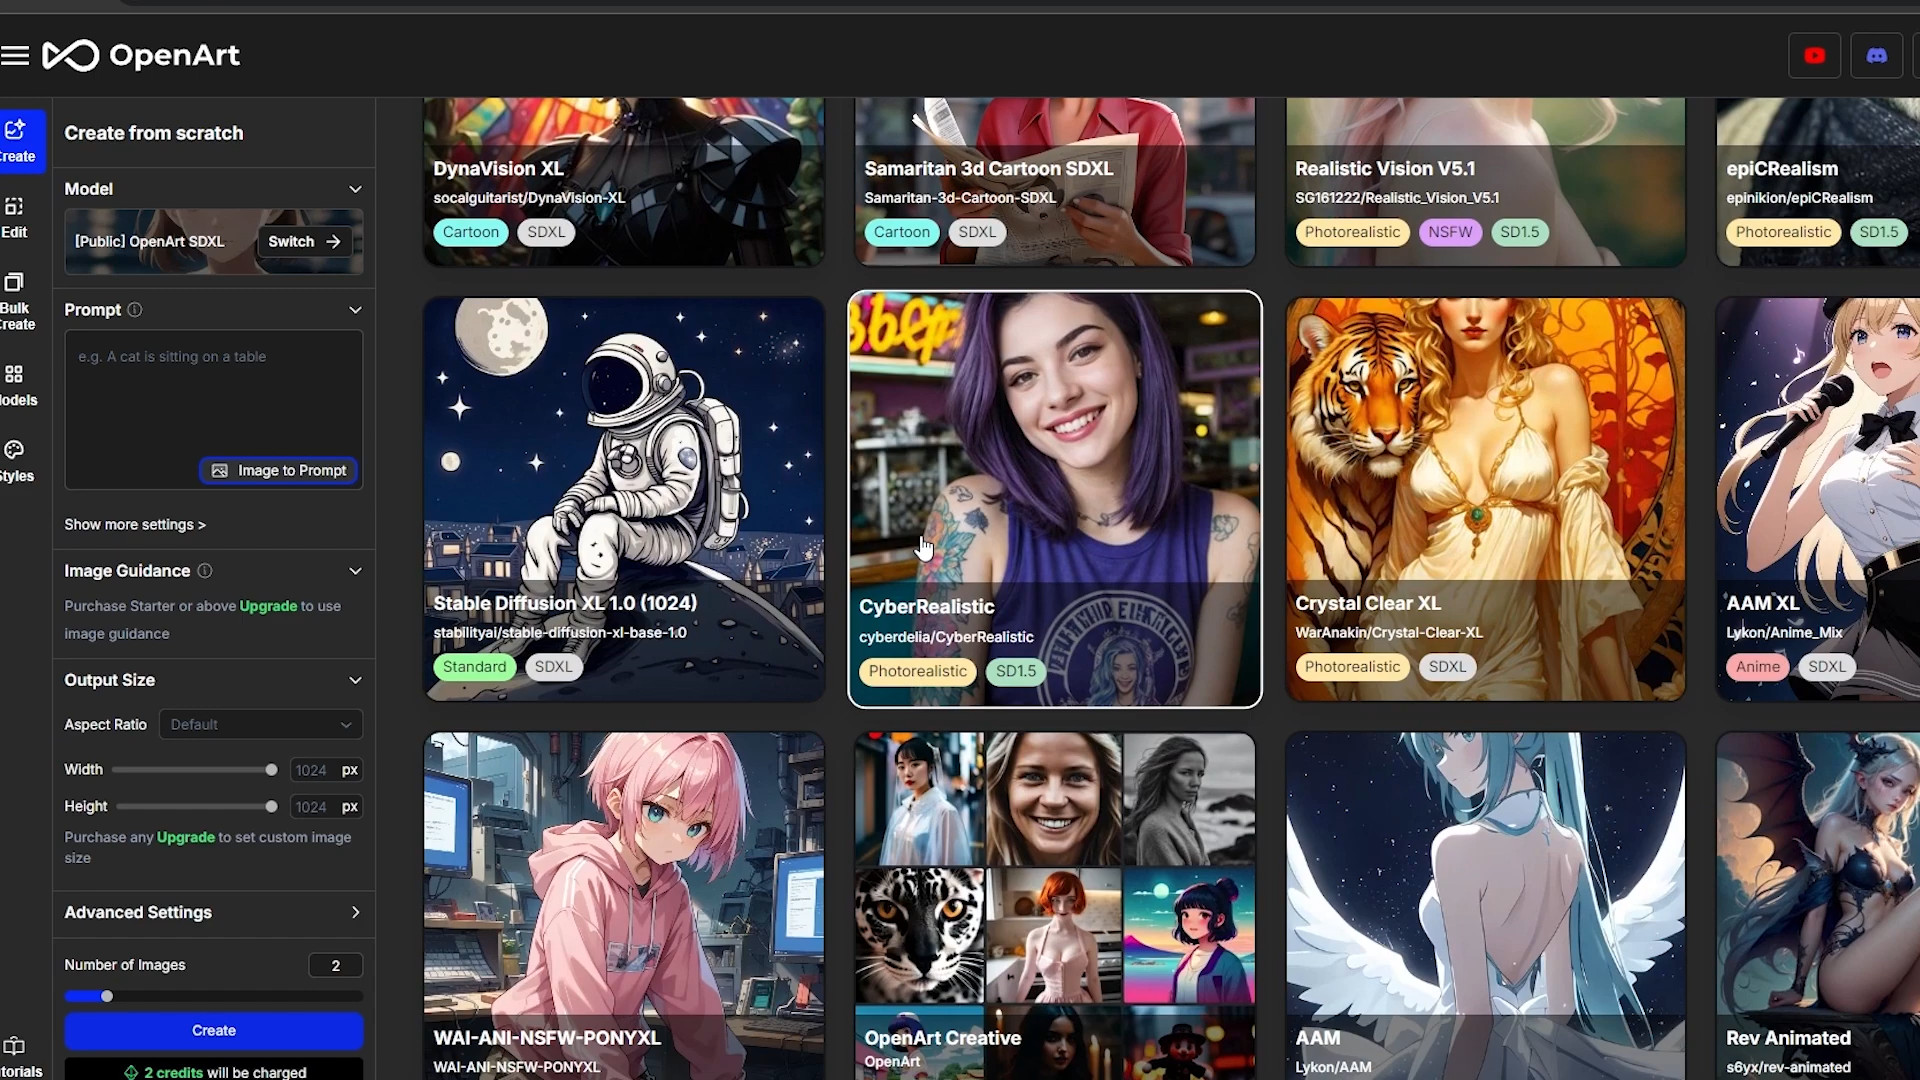 OpenArt
Create from scratch
Model
[Public] OpenArt SDXL
Switch
Prompt
e.g. A cat is sitting on a table
Image to Prompt
Show more settings >
Image Guidance
Purchase Starter or above Upgrade to use
image guidance
Output Size
Aspect Ratio
Default
Width
1024 px
Height
1024 px
Purchase any Upgrade to set custom image
size
Advanced Settings
Number of Images
2
Create
2 credits will be charged
reate
Edit
Bulk
reate
odels
tyles
torials
DynaVision XL
socalguitarist/DynaVision-XL
Cartoon SDXL
Samaritan 3d Cartoon SDXL
Samaritan-3d-Cartoon-SDXL
Cartoon SDXL
Realistic Vision V5.1
SG161222/Realistic_Vision_V5.1
Photorealistic NSFW SD1.5
epiCRealism
epinikion/epiCRealism
Photorealistic SD1.5
Stable Diffusion XL 1.0 (1024)
stabilityai/stable-diffusion-xl-base-1.0
Standard SDXL
CyberRealistic
cyberdelia/CyberRealistic
Photorealistic SD1.5
Crystal Clear XL
WarAnakin/Crystal-Clear-XL
Photorealistic SDXL
AAM XL
Lykon/Anime_Mix
Anime SDXL
WAI-ANI-NSFW-PONYXL
WAI-ANI-NSFW-PONYXL
OpenArt Creative
OpenArt
AAM
Lykon/AAM
Rev Animated
s6yx/rev-animated